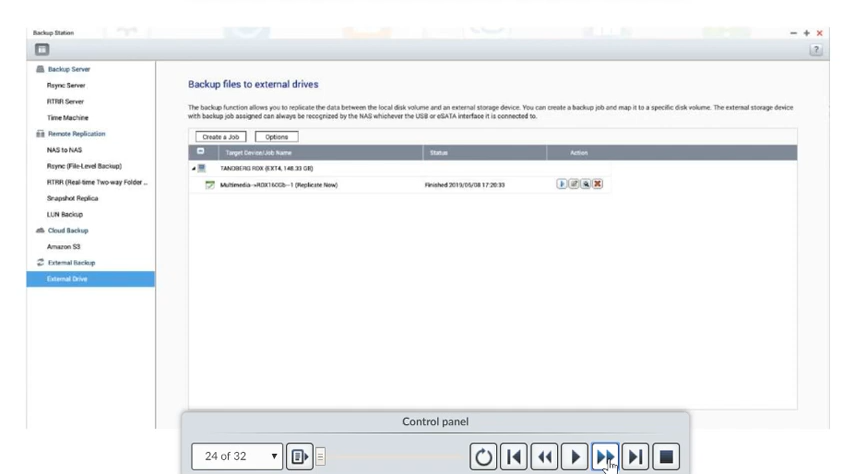 Backup Station
Backup Server
Rsync Server
RTRR Server
Time Machine
Remote Replication
NAS to NAS
Rsync (File-Level Backup)
RTRR (Real-time Two-way Folder ...
Snapshot Replica
LUN Backup
Cloud Backup
Amazon S3
External Backup
External Drive
Backup files to external drives
The backup function allows you to replicate the data between the local disk volume and an external storage device. You can create a backup job and map it to a specific disk volume. The external storage device
with backup job assigned can always be recognized by the NAS whichever the USB or eSATA interface it is connected to.
Create a Job Options
Target Device/Job Name Status Action
TANDBERG RDX (EXT4, 148.33 GB)
Multimedia-->RDX160Gb--1 (Replicate Now) Finished 2019/05/08 17:20:33
Control panel
24 of 32